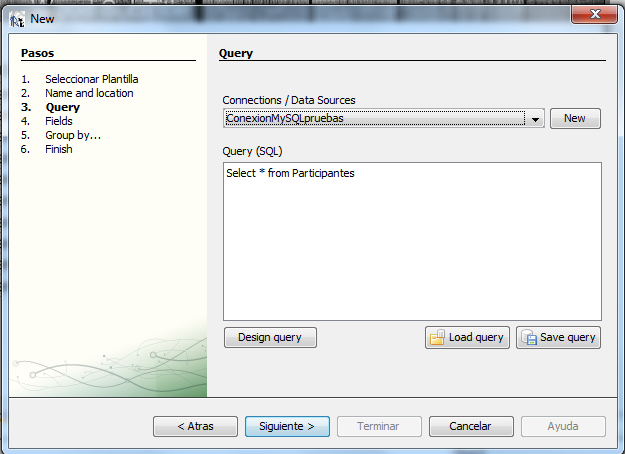 New
Pasos
1. Seleccionar Plantilla
2. Name and location
3. Query
4. Fields
5. Group by...
6. Finish
Query
Connections / Data Sources
ConexionMySQLpruebas
New
Query (SQL)
Select * from Participantes
Design query
Load query
Save query
< Atras
Siguiente >
Terminar
Cancelar
Ayuda